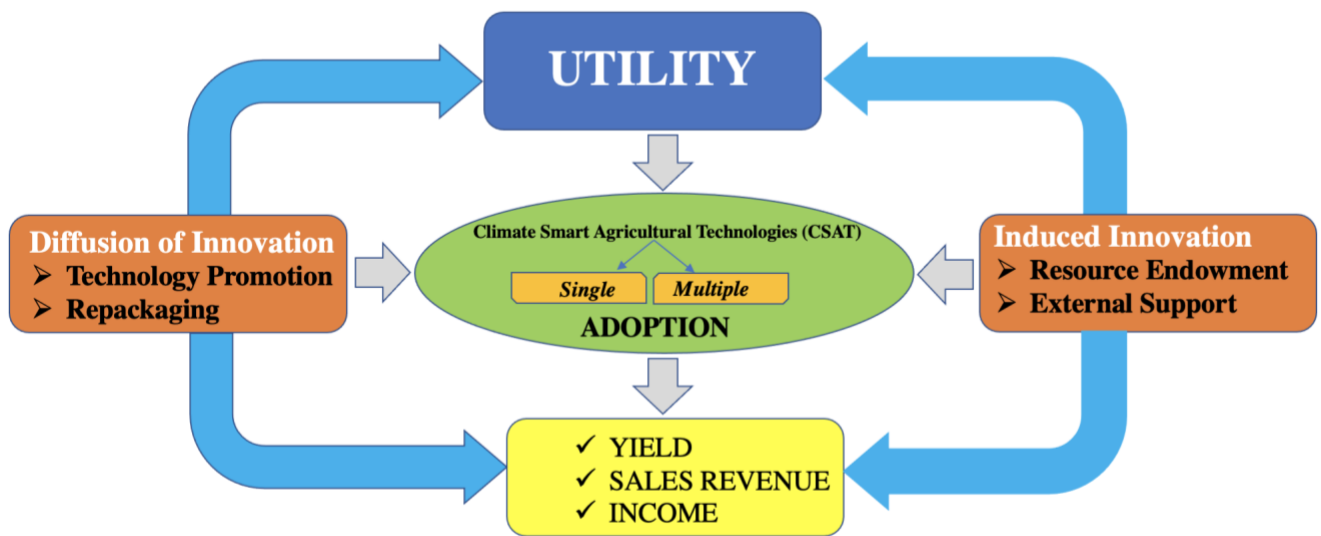 UTILITY
Diffusion of Innovation
➢ Technology Promotion
➢ Repackaging
Climate Smart Agricultural Technologies (CSAT)
Single
Multiple
ADOPTION
Induced Innovation
➢ Resource Endowment
➢ External Support
✓ YIELD
✓ SALES REVENUE
✓ INCOME